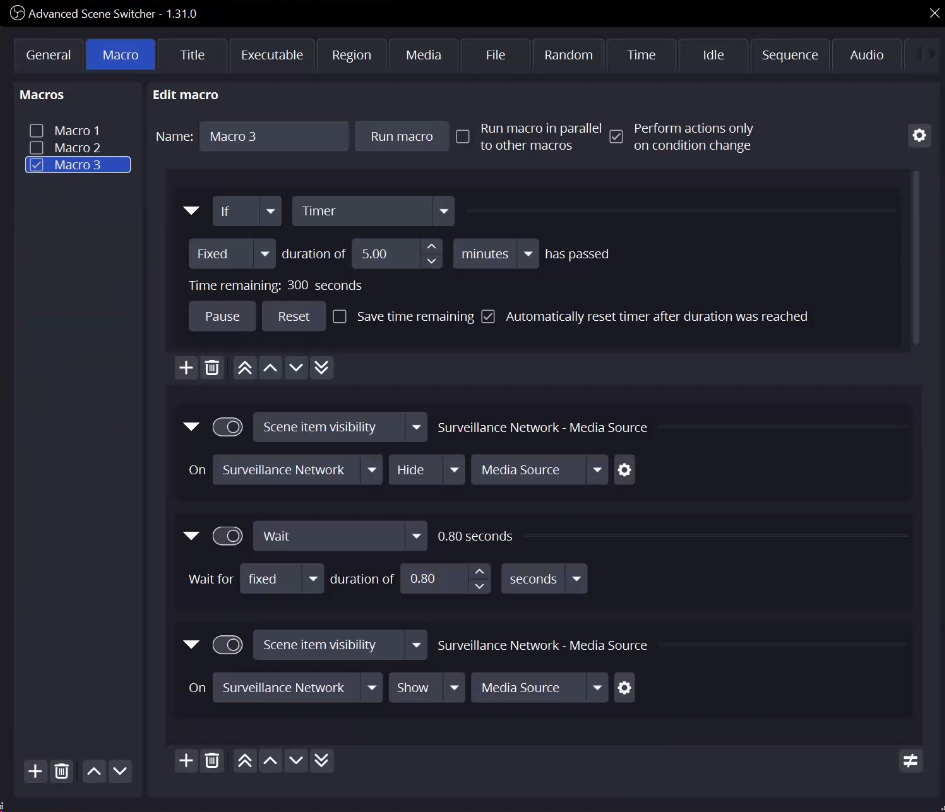 Advanced Scene Switcher - 1.31.0
General Macro Title Executable Region Media File Random Time Idle Sequence Audio
Macros
Macro 1
Macro 2
Macro 3
Edit macro
Name: Macro 3 Run macro Run macro in parallel to other macros Perform actions only on condition change
If Timer
Fixed duration of 5.00 minutes has passed
Time remaining: 300 seconds
Pause Reset Save time remaining Automatically reset timer after duration was reached
Scene item visibility Surveillance Network - Media Source
On Surveillance Network Hide Media Source
Wait 0.80 seconds
Wait for fixed duration of 0.80 seconds
Scene item visibility Surveillance Network - Media Source
On Surveillance Network Show Media Source